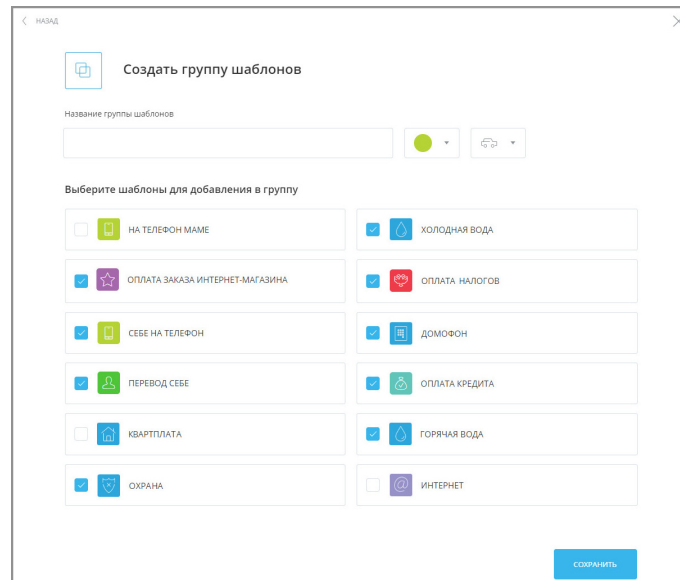 НАЗАД
Создать группу шаблонов
Название группы шаблонов
Выберите шаблоны для добавления в группу
НА ТЕЛЕФОН МАМЕ
ХОЛОДНАЯ ВОДА
ОПЛАТА ЗАКАЗА ИНТЕРНЕТ-МАГАЗИНА
ОПЛАТА НАЛОГОВ
СЕБЕ НА ТЕЛЕФОН
ДОМОФОН
ПЕРЕВОД СЕБЕ
ОПЛАТА КРЕДИТА
КВАРТПЛАТА
ГОРЯЧАЯ ВОДА
ОХРАНА
@ ИНТЕРНЕТ
СОХРАНИТЬ